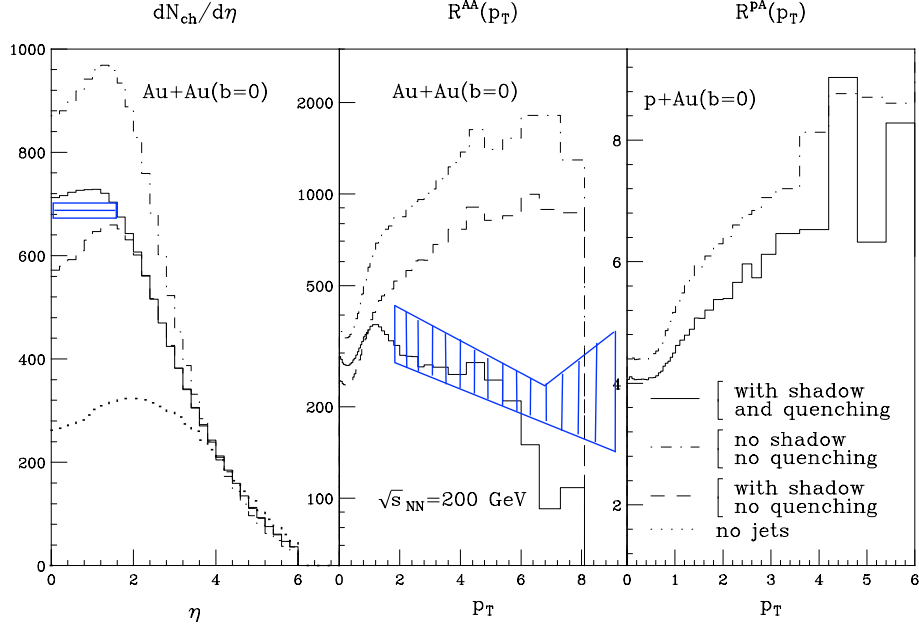 dN_ch/dη
R^AA(p_T)
R^pA(p_T)
1000
800
600
400
200
0
Au+Au(b=0)
0 2 4 6
η
2000
1000
500
200
100
Au+Au(b=0)
√s_NN=200 GeV
0 2 4 6 8
p_T
8
6
4
2
p+Au(b=0)
with shadow
and quenching
no shadow
no quenching
with shadow
no quenching
no jets
0 1 2 3 4 5 6
p_T